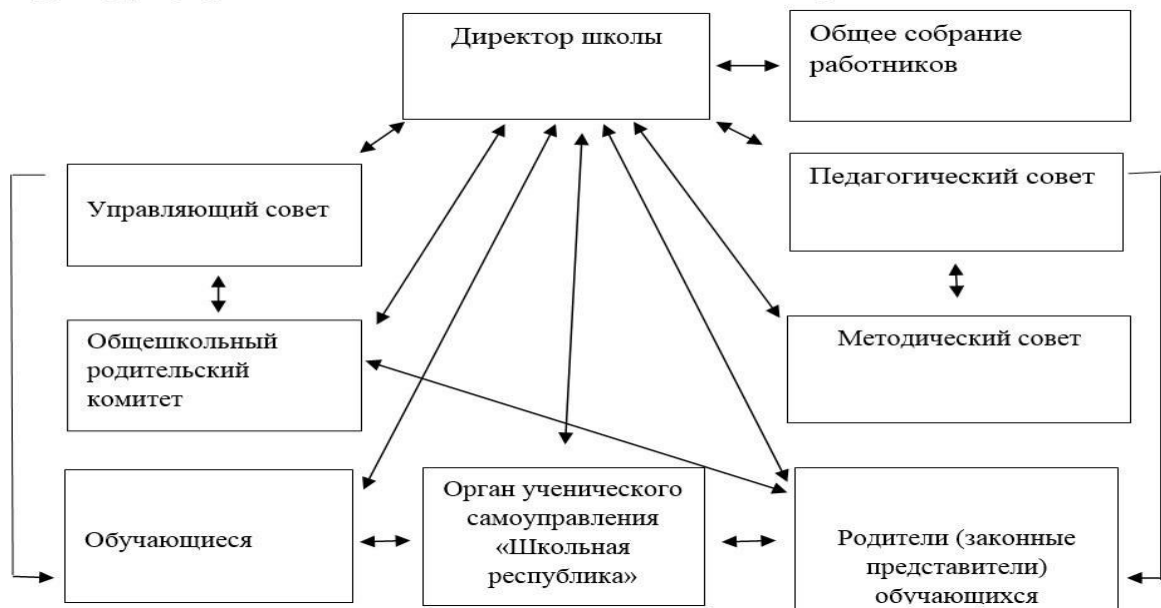 Директор школы
Общее собрание
работников
Управляющий совет
Педагогический совет
Общешкольный
родительский
комитет
Методический совет
Обучающиеся
Орган ученического
самоуправления
«Школьная
республика»
Родители (законные
представители)
обучающихся